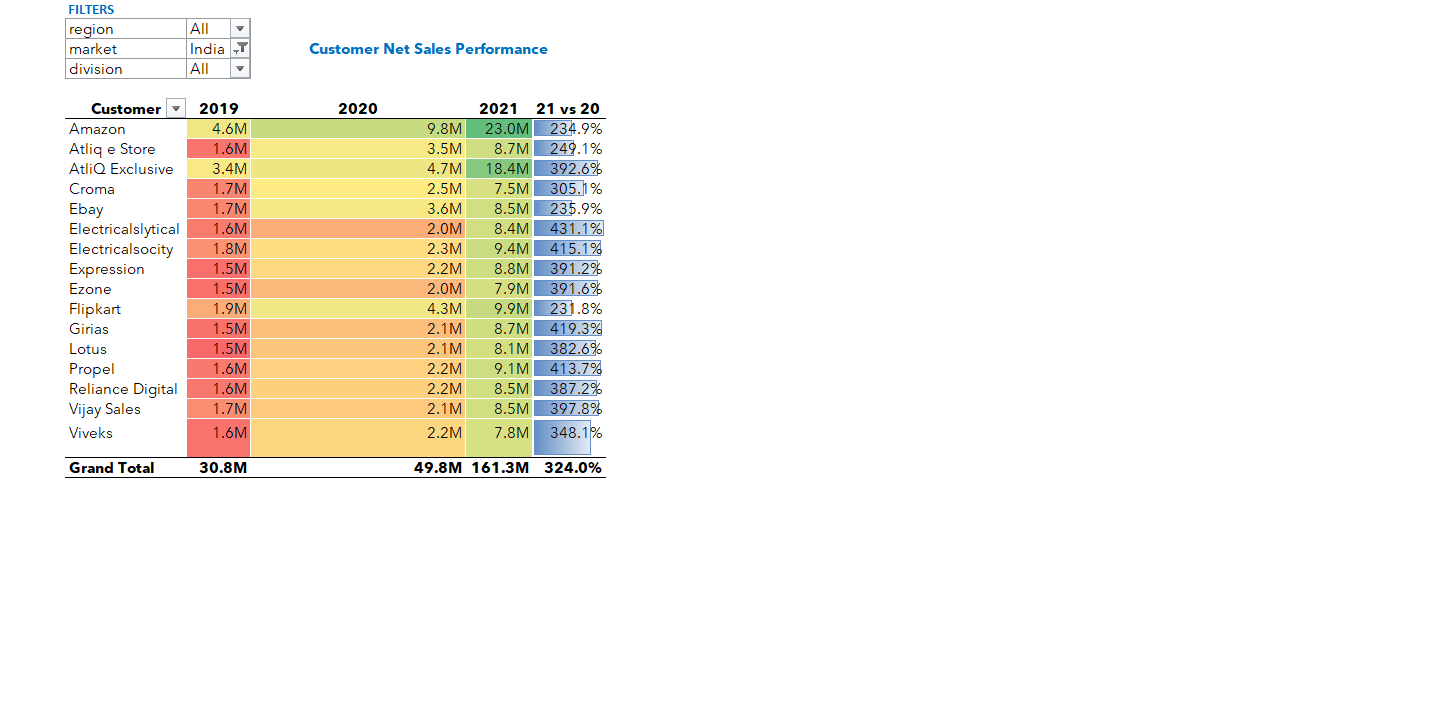 FILTERS
region All
market India
Customer Net Sales Performance
division All
Customer 2019 2020 2021 21 vs 20
Amazon 4.6M 9.8M 23.0M 234.9%
Atliq e Store 1.6M 3.5M 8.7M 249.1%
AtliQ Exclusive 3.4M 4.7M 18.4M 392.6%
Croma 1.7M 2.5M 7.5M 305.1%
Ebay 1.7M 3.6M 8.5M 235.9%
Electricalslytical 1.6M 2.0M 8.4M 431.1%
Electricalsocity 1.8M 2.3M 9.4M 415.1%
Expression 1.5M 2.2M 8.8M 391.2%
Ezone 1.5M 2.0M 7.9M 391.6%
Flipkart 1.9M 4.3M 9.9M 231.8%
Girias 1.5M 2.1M 8.7M 419.3%
Lotus 1.5M 2.1M 8.1M 382.6%
Propel 1.6M 2.2M 9.1M 413.7%
Reliance Digital 1.6M 2.2M 8.5M 387.2%
Vijay Sales 1.7M 2.1M 8.5M 397.8%
Viveks 1.6M 2.2M 7.8M 348.1%
Grand Total 30.8M 49.8M 161.3M 324.0%